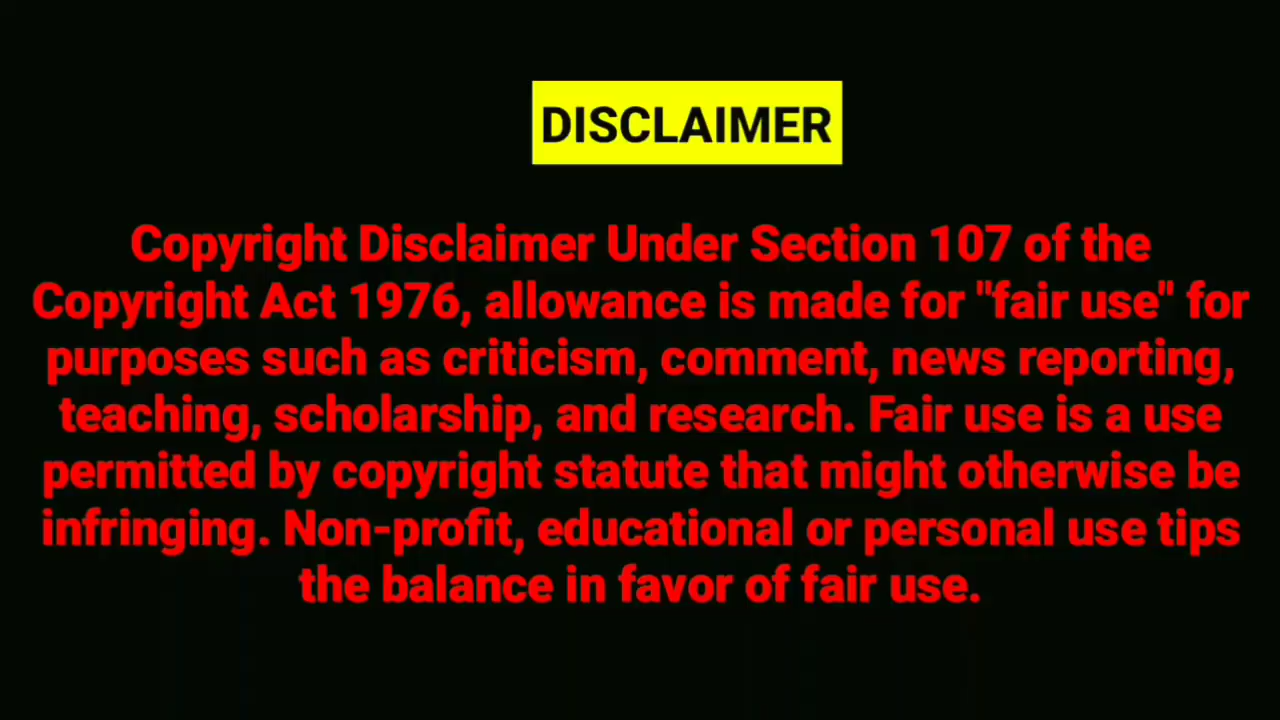 DISCLAIMER
Copyright Disclaimer Under Section 107 of the
Copyright Act 1976, allowance is made for "fair use" for
purposes such as criticism, comment, news reporting,
teaching, scholarship, and research. Fair use is a use
permitted by copyright statute that might otherwise be
infringing. Non-profit, educational or personal use tips
the balance in favor of fair use.